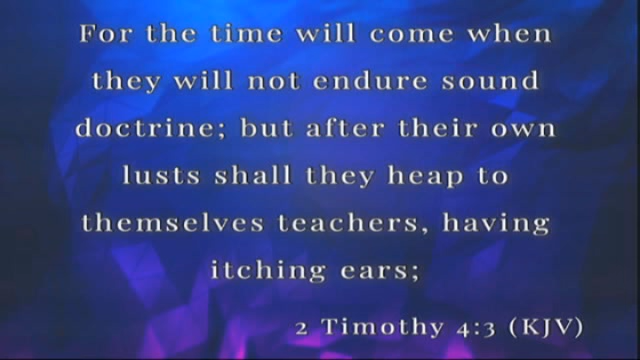 For the time will come when
they will not endure sound
doctrine; but after their own
lusts shall they heap to
themselves teachers, having
itching ears;
2 Timothy 4:3 (KJV)